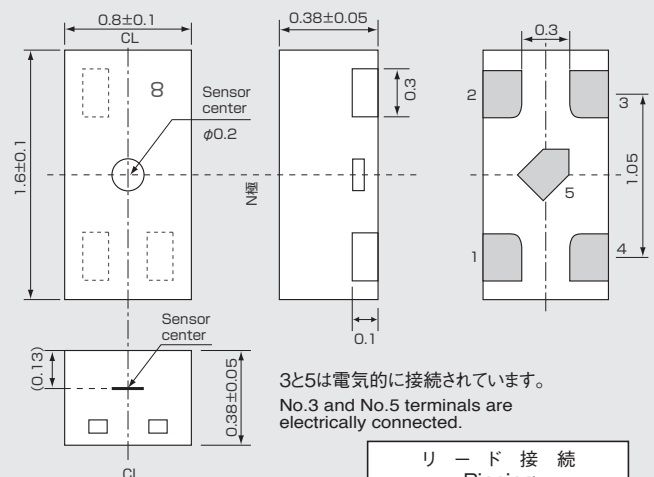 0.8±0.1
CL
0.38±0.05
0.3
8
Sensor
center
φ0.2
1.6±0.1
N極
0.3
0.1
2
3
5
1.05
1
4
Sensor
center
(0.13)
0.38±0.05
CL
3と5は電気的に接続されています。
No.3 and No.5 terminals are
electrically connected.
リ ー ド 接 続